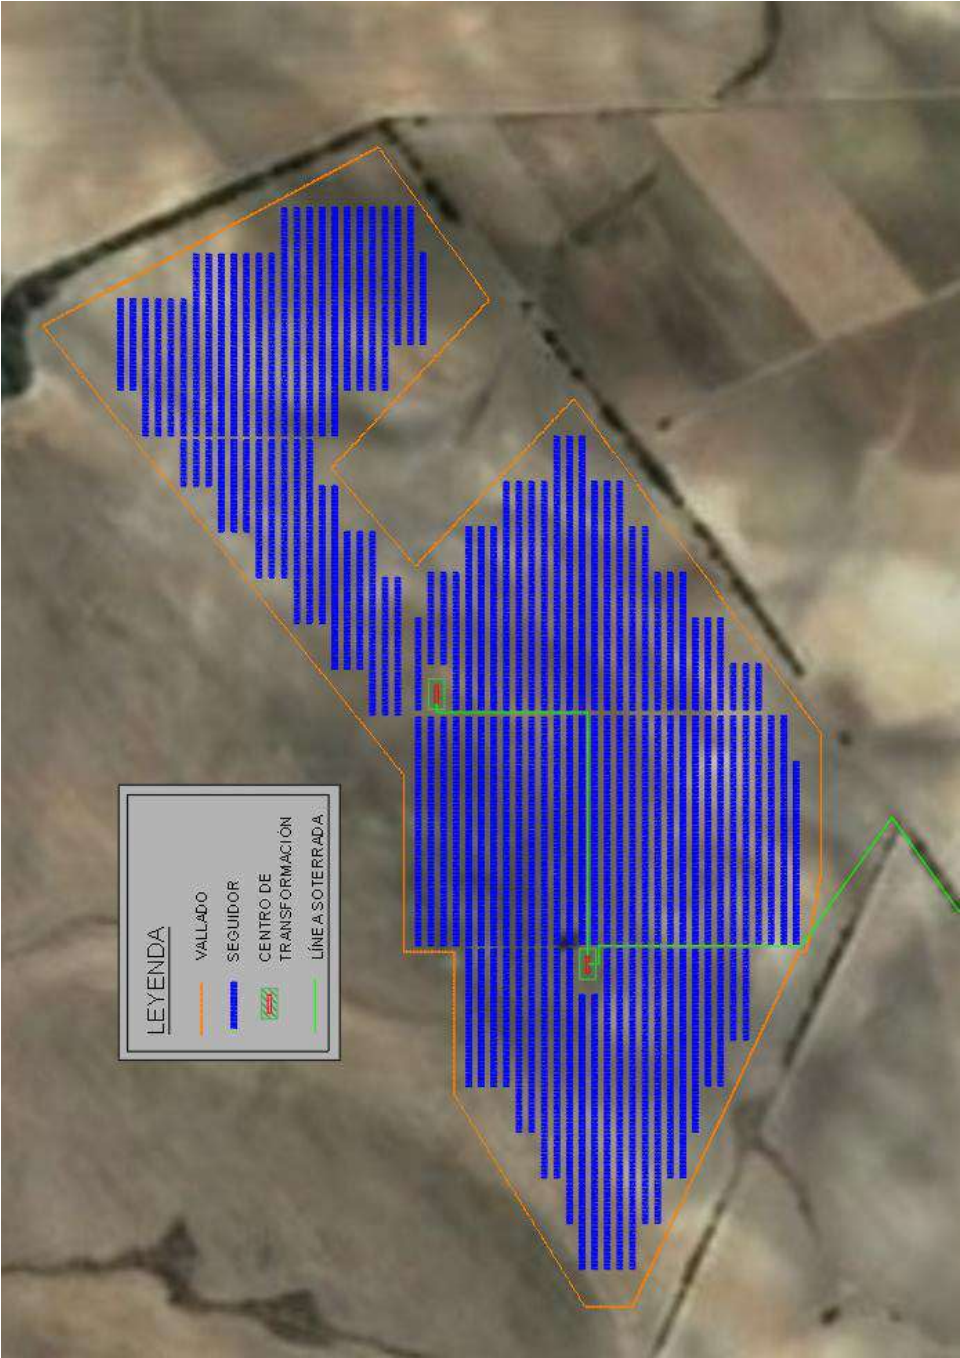 LEYENDA
VALLADO
SEGUIDOR
CENTRO DE
TRANSFORMACIÓN
LÍNEA SOTERRADA